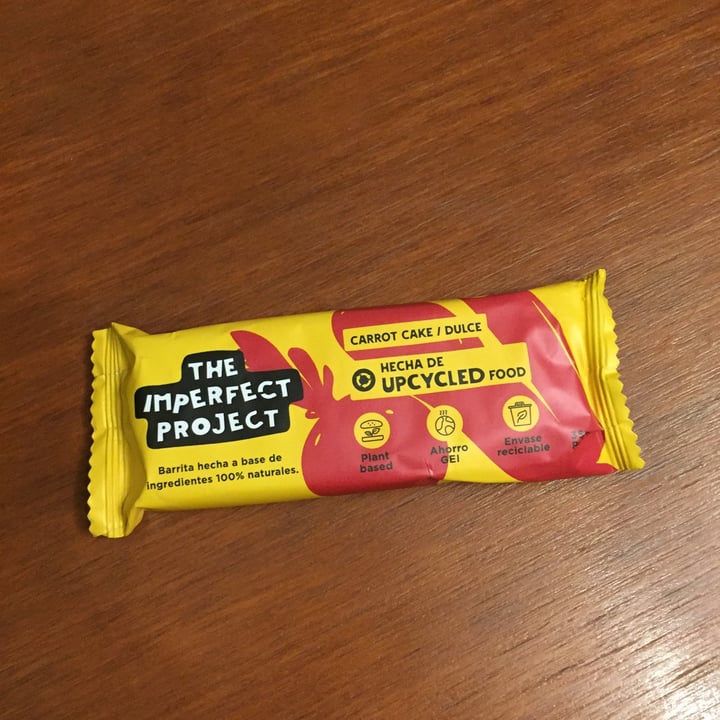 THE
IMPERFECT
PROJECT
Barrita hecha a base de
ingredientes 100% naturales.
CARROT CAKE / DULCE
HECHA DE
UPCYCLED FOOD
Plant
based
Ahorro
GEI
Envase
reciclable